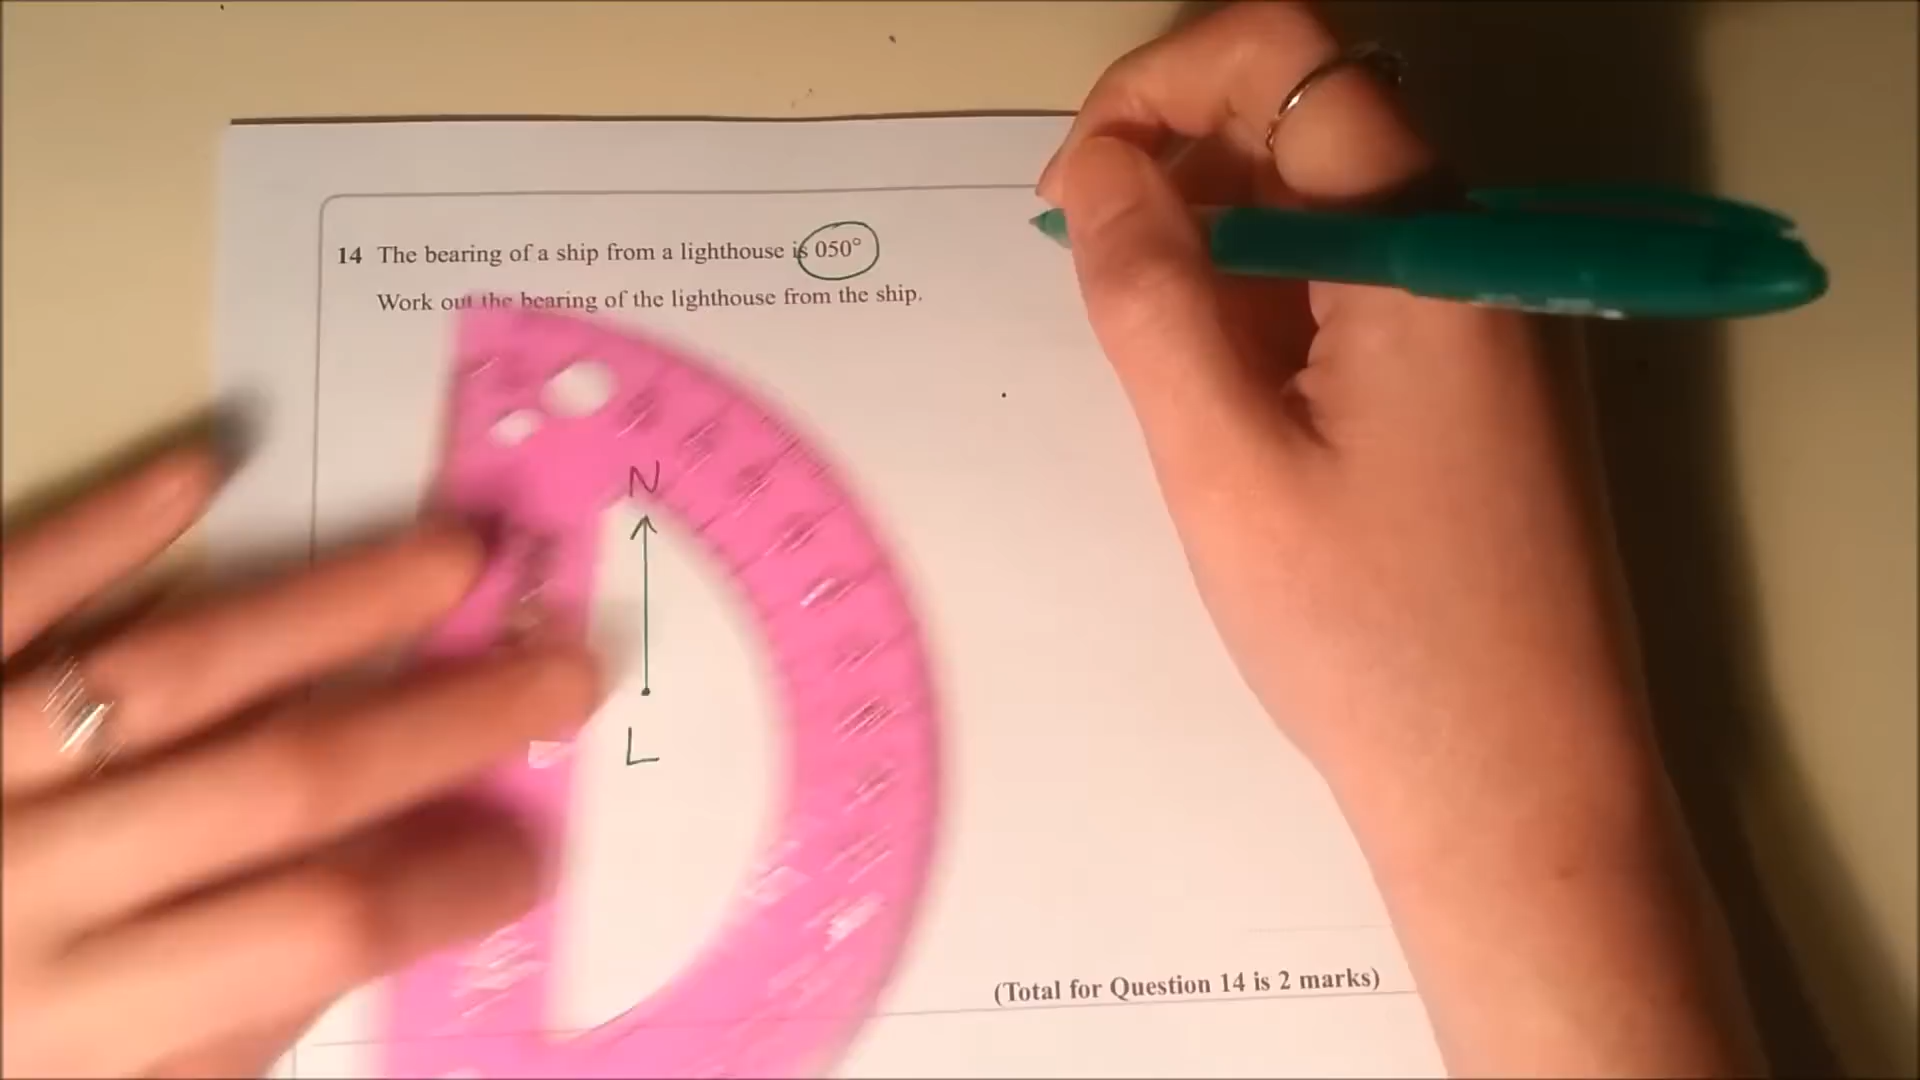 14 The bearing of a ship from a lighthouse is 050°
Work out the bearing of the lighthouse from the ship.
N
L
(Total for Question 14 is 2 marks)